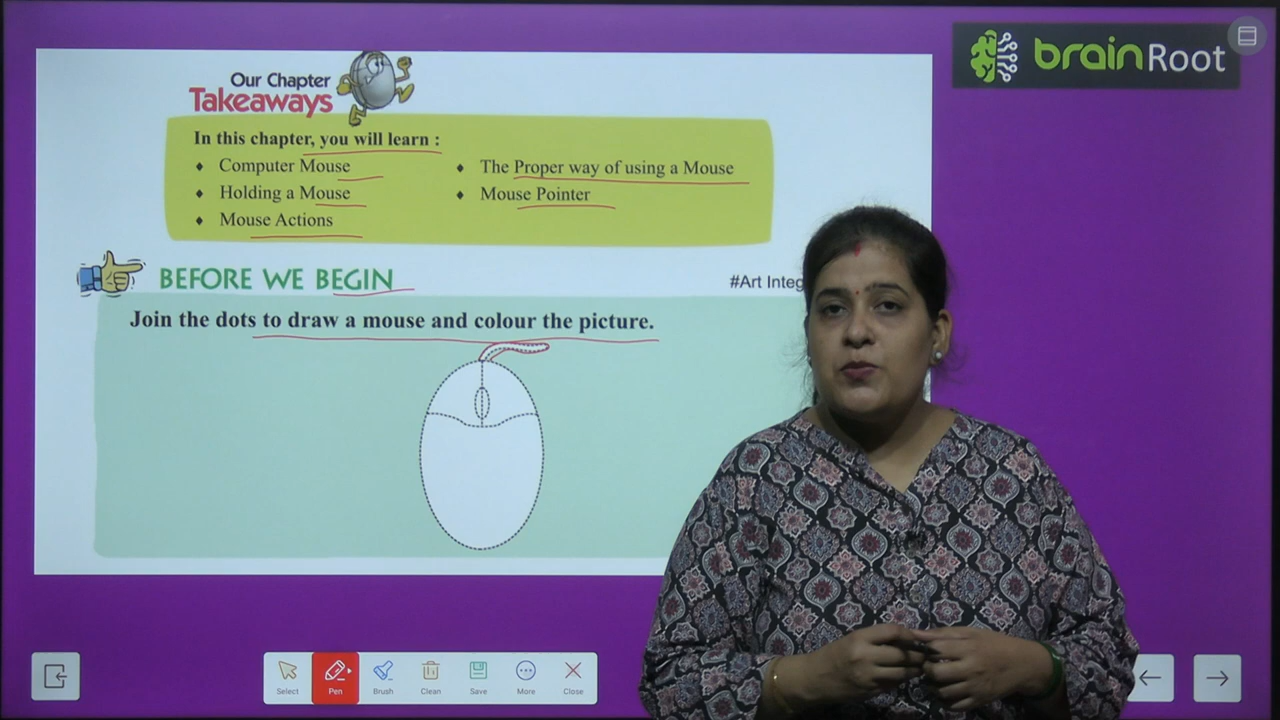 brainRoot
Our Chapter
Takeaways
In this chapter, you will learn :
♦ Computer Mouse
♦ Holding a Mouse
♦ Mouse Actions
♦ The Proper way of using a Mouse
♦ Mouse Pointer
BEFORE WE BEGIN
#Art Integ
Join the dots to draw a mouse and colour the picture.
Select Pen Brush Clean Save More Close